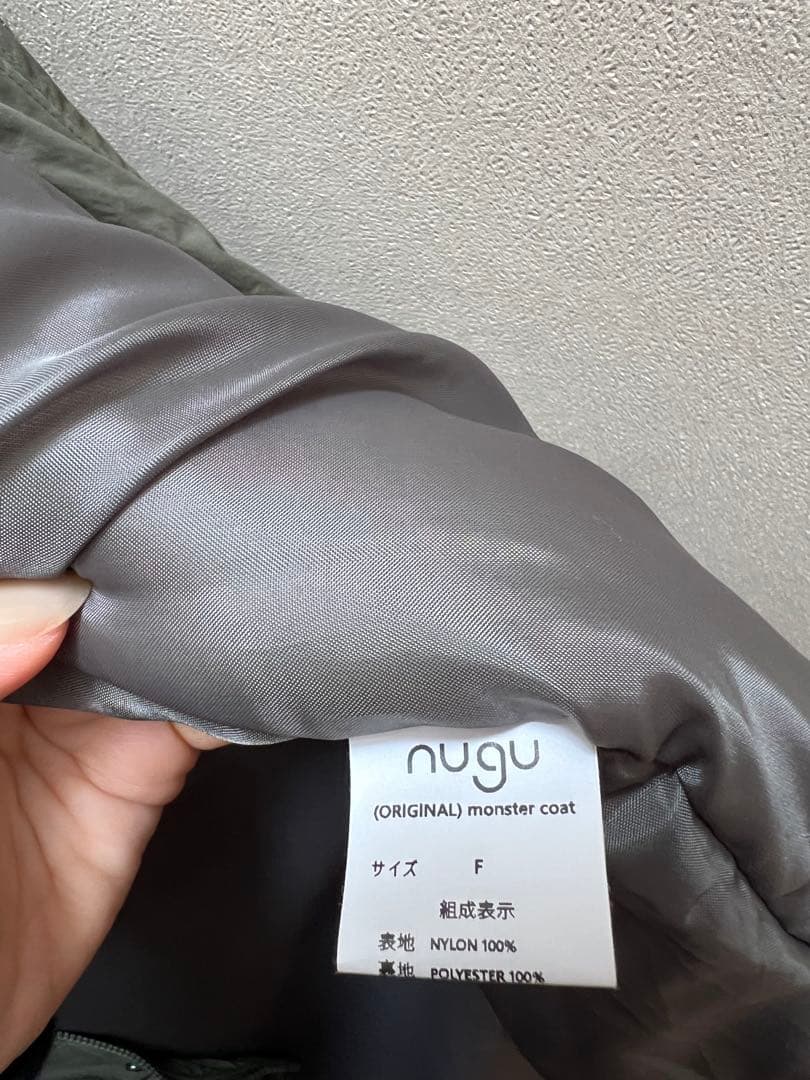 nugu
(ORIGINAL) monster coat
サイズ F
組成表示
表地 NYLON 100%
裏地 POLYESTER 100%